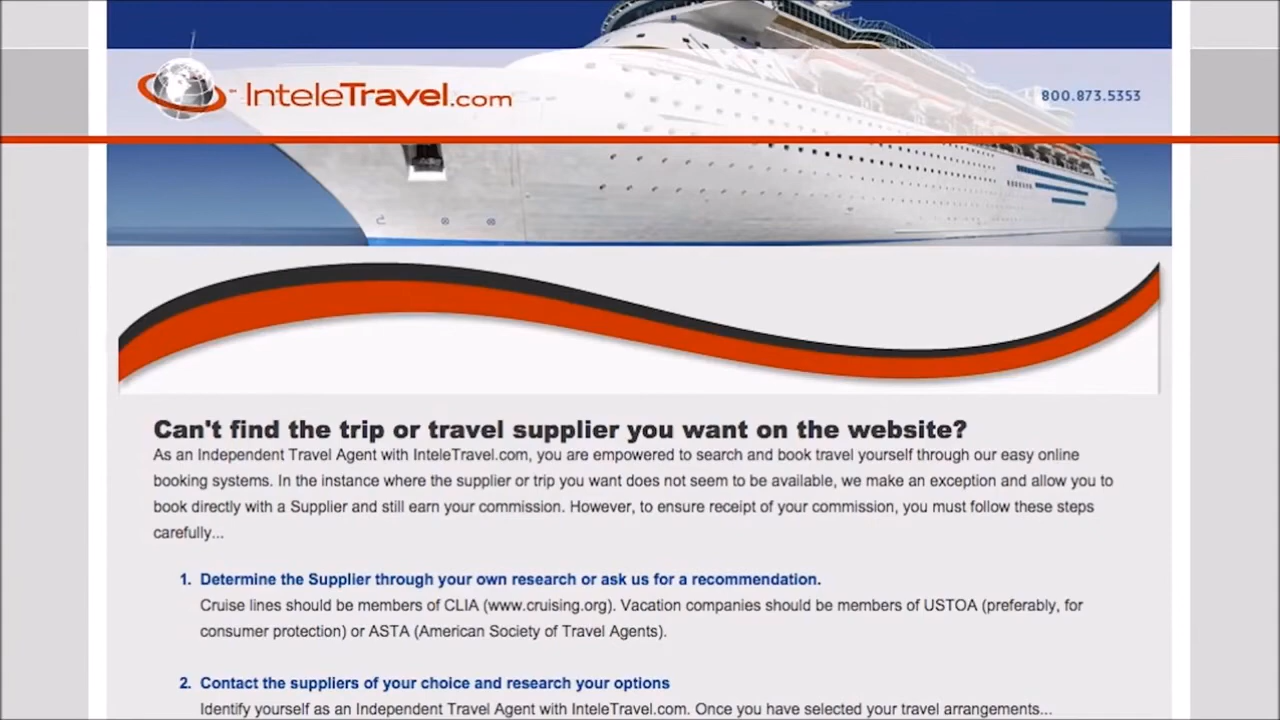 InteleTravel.com
800.873.5353
Can't find the trip or travel supplier you want on the website?
As an Independent Travel Agent with InteleTravel.com, you are empowered to search and book travel yourself through our easy online
booking systems. In the instance where the supplier or trip you want does not seem to be available, we make an exception and allow you to
book directly with a Supplier and still earn your commission. However, to ensure receipt of your commission, you must follow these steps
carefully...
1. Determine the Supplier through your own research or ask us for a recommendation.
Cruise lines should be members of CLIA (www.cruising.org). Vacation companies should be members of USTOA (preferably, for
consumer protection) or ASTA (American Society of Travel Agents).
2. Contact the suppliers of your choice and research your options
Identify yourself as an Independent Travel Agent with InteleTravel.com. Once you have selected your travel arrangements...